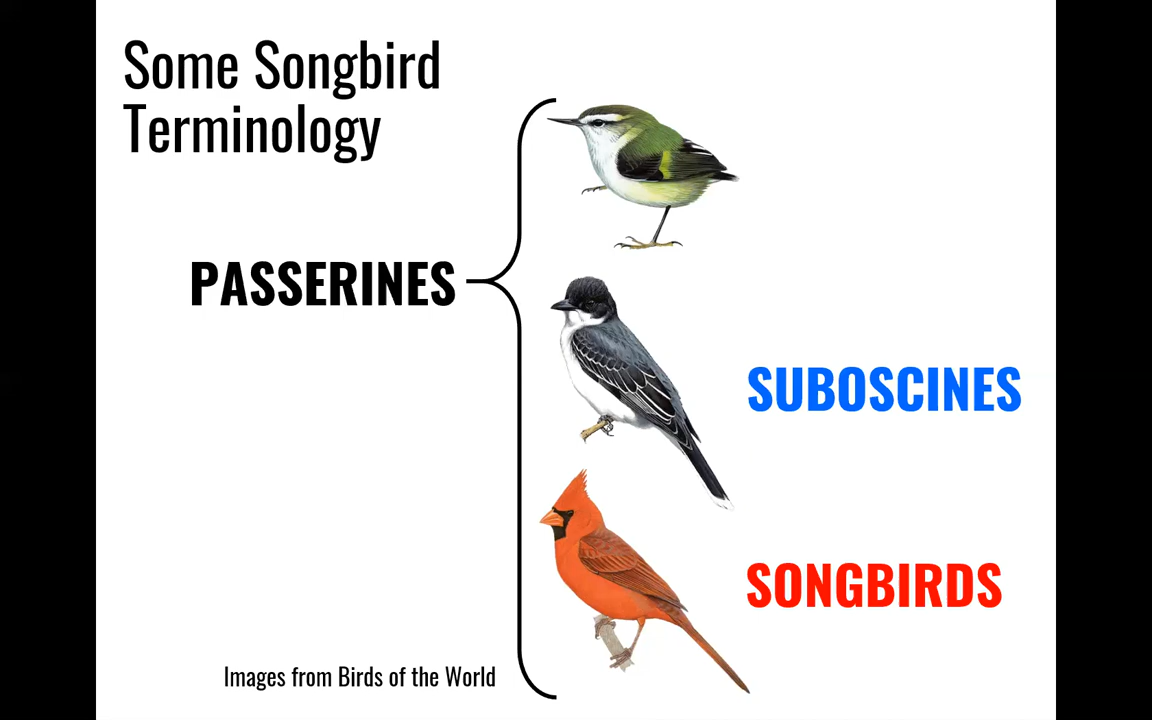 Some Songbird
Terminology
PASSERINES
SUBOSCINES
SONGBIRDS
Images from Birds of the World